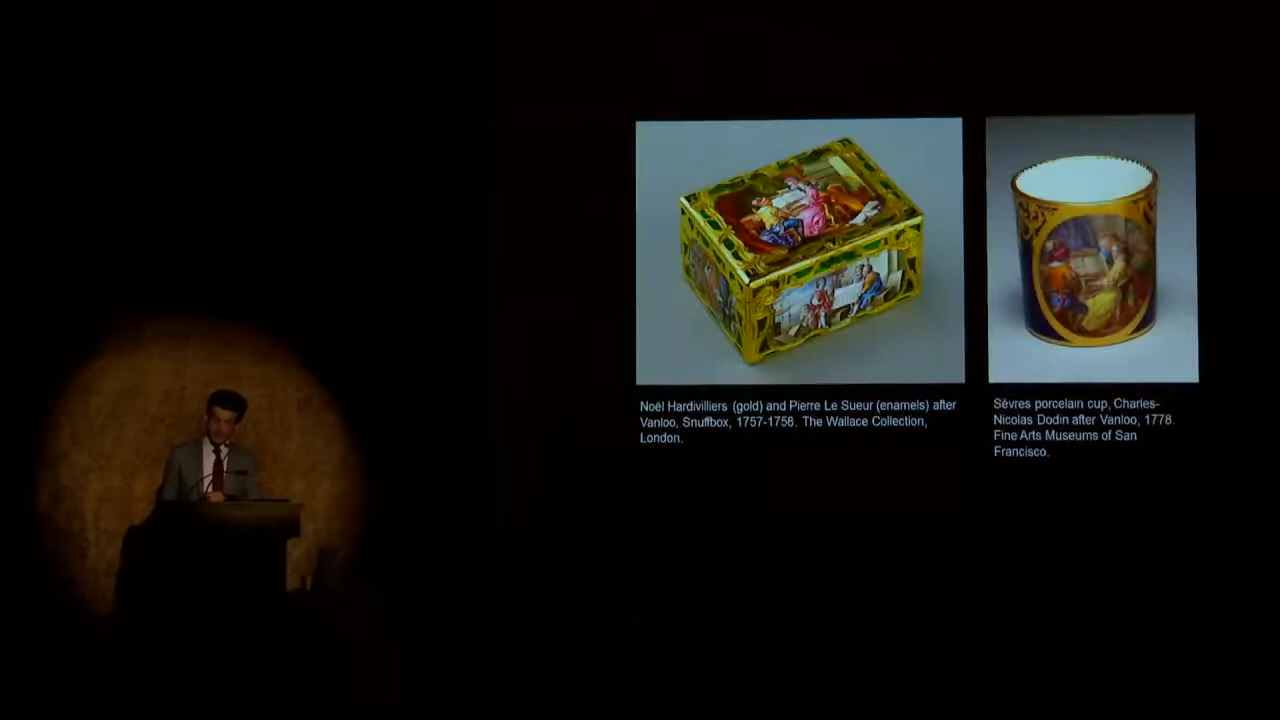 Noël Hardivilliers (gold) and Pierre Le Sueur (enamels) after
Vanloo, Snuffbox, 1757-1758. The Wallace Collection,
London.
Sèvres porcelain cup, Charles-
Nicolas Dodin after Vanloo, 1778.
Fine Arts Museums of San
Francisco.